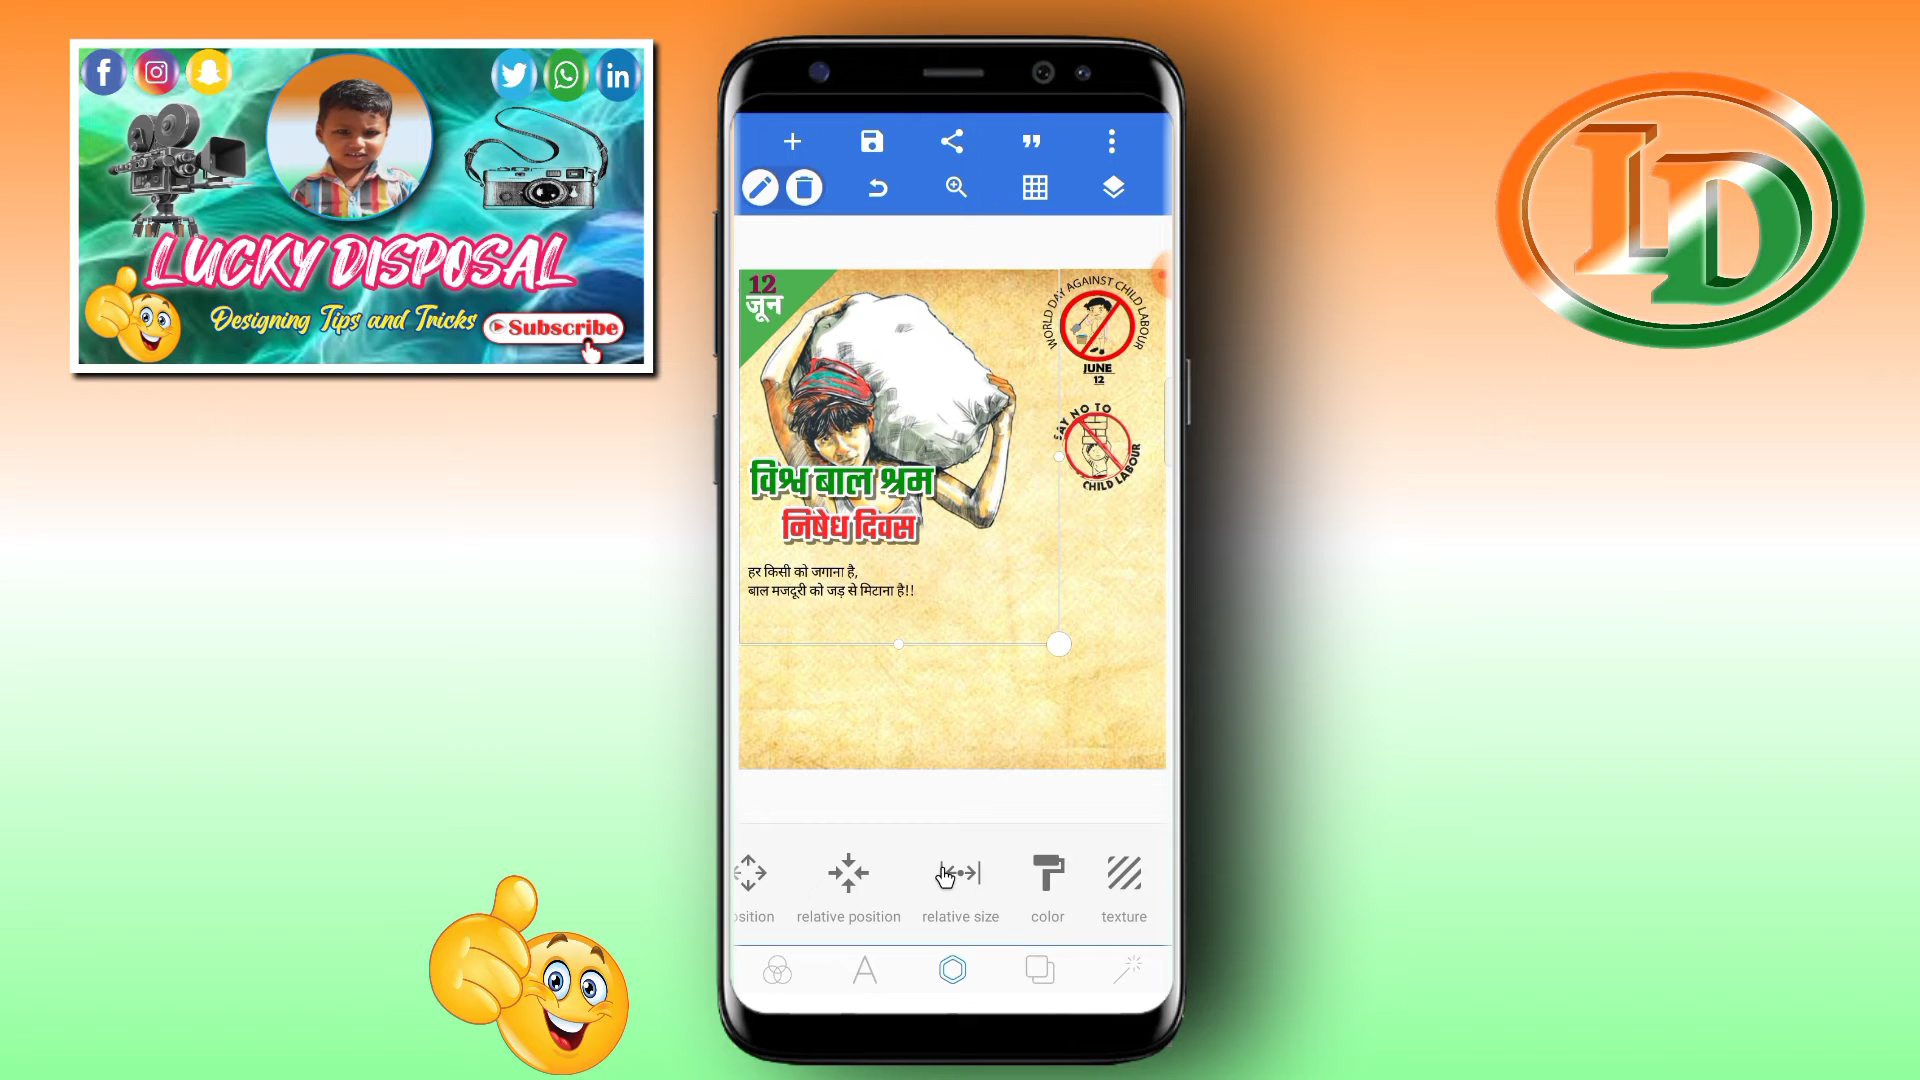 LUCKY DISPOSAL
Designing Tips and Tricks
Subscribe
LD
12
जून
WORLD DAY AGAINST CHILD LABOUR
JUNE
12
SAY NO TO
CHILD LABOUR
विश्व बाल श्रम
निषेध दिवस
हर किसी को जगाना है,
बाल मजदूरी को जड़ से मिटाना है!!
osition relative position relative size color texture